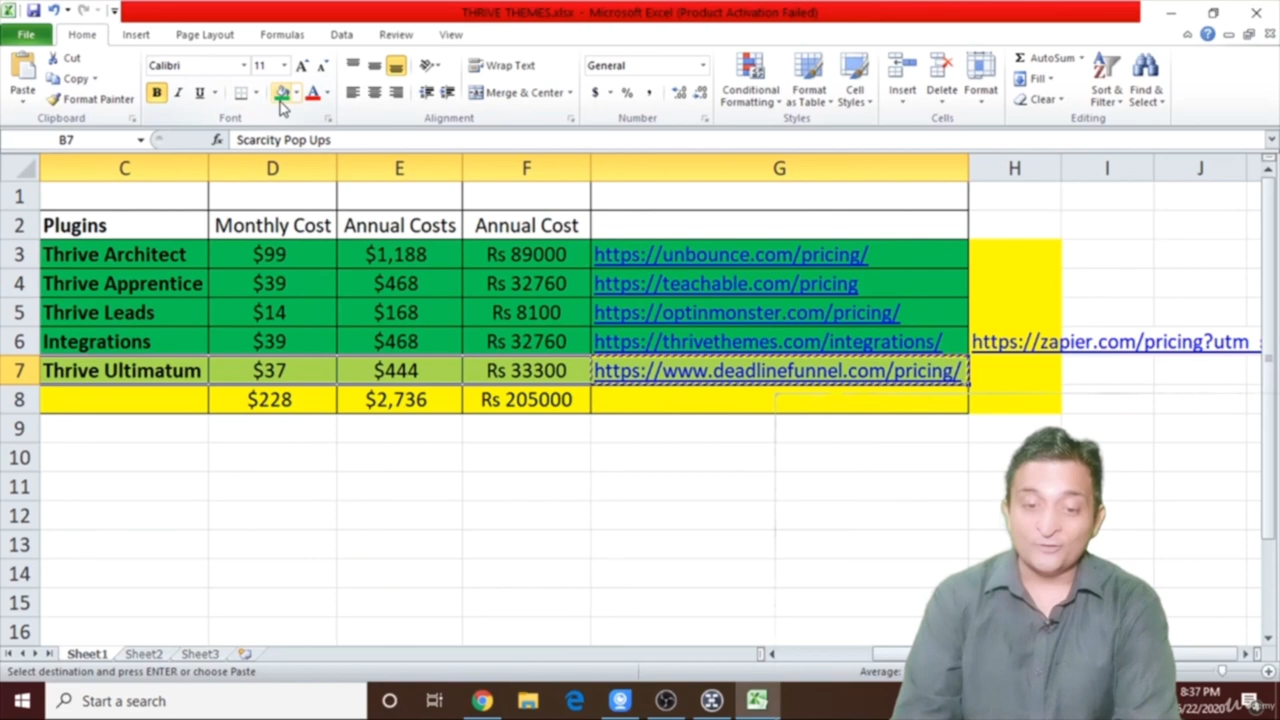 THRIVE THEMES.xlsx - Microsoft Excel (Product Activation Failed)
File Home Insert Page Layout Formulas Data Review View
Paste Cut Copy Format Painter Clipboard
Calibri 11 B I U Font
Wrap Text Merge & Center Alignment
General $ % , Number
Conditional Formatting Format as Table Cell Styles Styles
Insert Delete Format Cells
Σ AutoSum Fill Clear Sort & Filter Find & Select Editing
B7 fx Scarcity Pop Ups
C D E F G H I J
1
2 Plugins Monthly Cost Annual Costs Annual Cost
3 Thrive Architect $99 $1,188 Rs 89000 https://unbounce.com/pricing/
4 Thrive Apprentice $39 $468 Rs 32760 https://teachable.com/pricing
5 Thrive Leads $14 $168 Rs 8100 https://optinmonster.com/pricing/
6 Integrations $39 $468 Rs 32760 https://thrivethemes.com/integrations/ https://zapier.com/pricing?utm_s
7 Thrive Ultimatum $37 $444 Rs 33300 https://www.deadlinefunnel.com/pricing/
8 $228 $2,736 Rs 205000
9
10
11
12
13
14
15
16
Sheet1 Sheet2 Sheet3
Select destination and press ENTER or choose Paste Average:
Start a search
8:37 PM
/22/2020